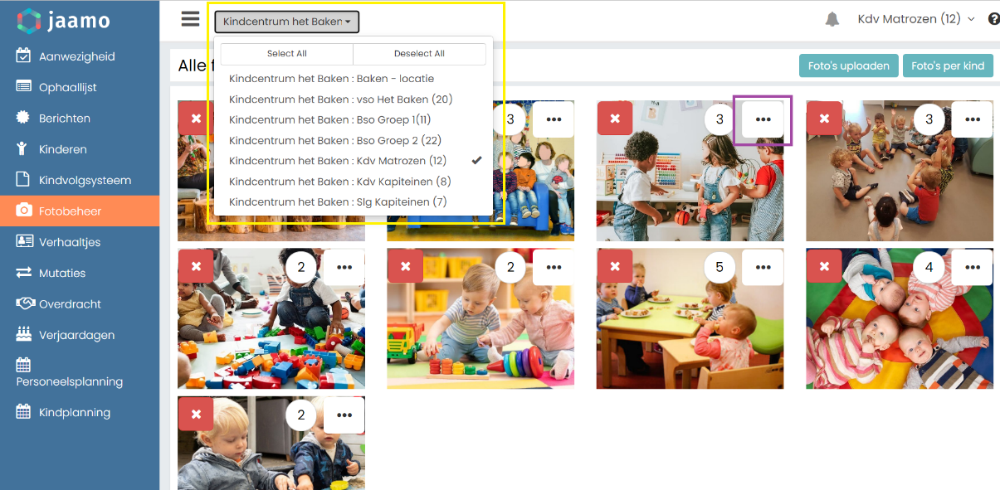 jaamo
Kindcentrum het Baken
Kdv Matrozen (12)
Aanwezigheid
Ophaallijst
Berichten
Kinderen
Kindvolgsysteem
Fotobeheer
Verhaaltjes
Mutaties
Overdracht
Verjaardagen
Personeelsplanning
Kindplanning
Select All
Deselect All
Kindcentrum het Baken : Baken - locatie
Kindcentrum het Baken : vso Het Baken (20)
Kindcentrum het Baken : Bso Groep 1(11)
Kindcentrum het Baken : Bso Groep 2 (22)
Kindcentrum het Baken : Kdv Matrozen (12)
Kindcentrum het Baken : Kdv Kapiteinen (8)
Kindcentrum het Baken : Slg Kapiteinen (7)
Alle
Foto's uploaden
Foto's per kind
3
3
3
2
2
5
4
2